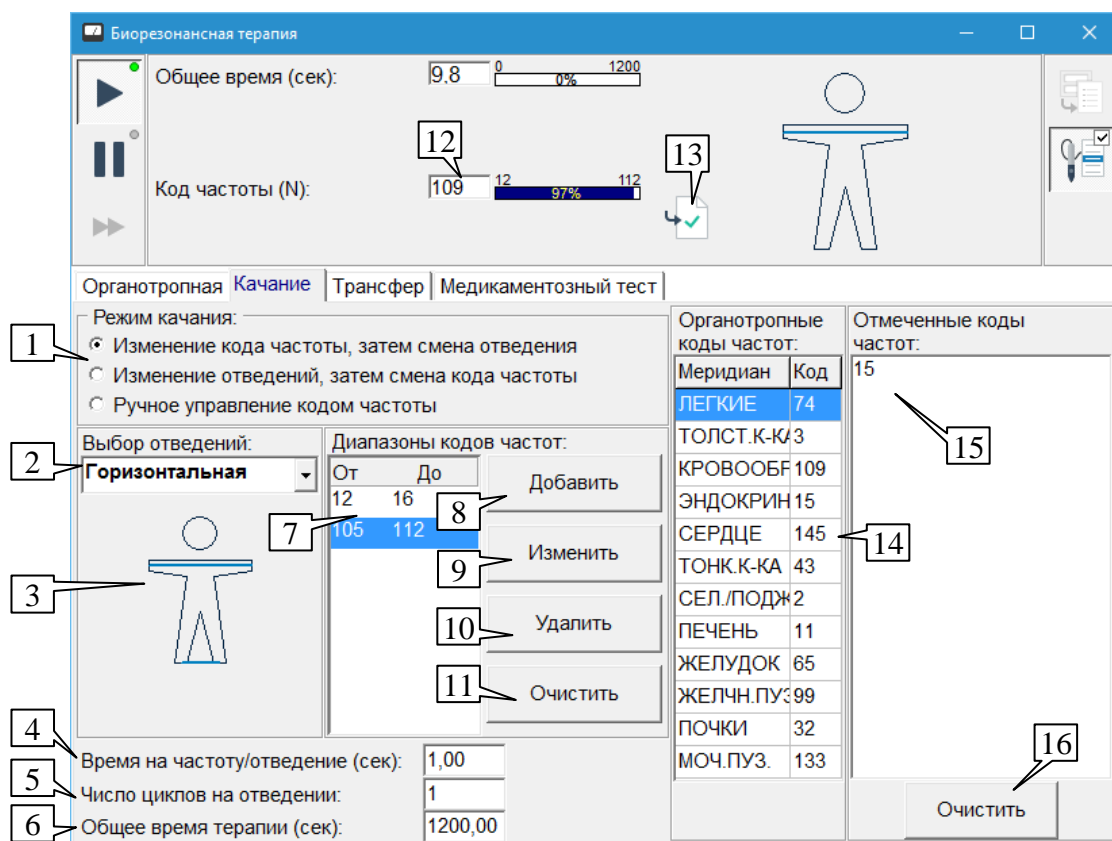 Биорезонансная терапия
Общее время (сек): 9,8 0 1200 0%
12 13
Код частоты (N): 109 12 112 97%
Органотропная Качание Трансфер Медикаментозный тест
Режим качания:
1
Изменение кода частоты, затем смена отведения
Изменение отведений, затем смена кода частоты
Ручное управление кодом частоты
Выбор отведений:
2
Горизонтальная
3
Диапазоны кодов частот:
От До
12 16
7
105 112
8 Добавить
9 Изменить
10 Удалить
11 Очистить
4
Время на частоту/отведение (сек): 1,00
5
Число циклов на отведении: 1
6
Общее время терапии (сек): 1200,00
Органотропные
коды частот:
Меридиан Код
ЛЕГКИЕ 74
ТОЛСТ.К-КА 3
КРОВООБР 109
ЭНДОКРИН 15
СЕРДЦЕ 145
14
ТОНК.К-КА 43
СЕЛ./ПОДЖ 2
ПЕЧЕНЬ 11
ЖЕЛУДОК 65
ЖЕЛЧН.ПУЗ 99
ПОЧКИ 32
МОЧ.ПУЗ. 133
Отмеченные коды
частот:
15
15
16
Очистить